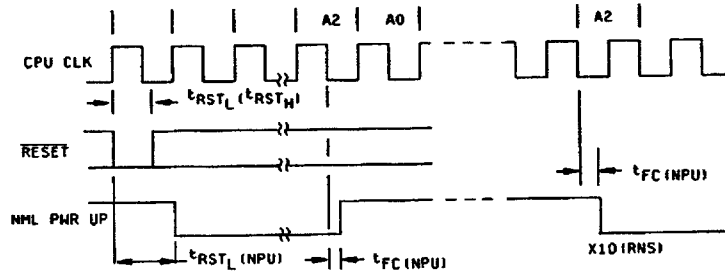 A2 A0 A2
CPU CLK
tRSTL(tRSTH)
RESET
tFC(NPU)
NML PWR UP
X10(RNS)
tRSTL(NPU) tFC(NPU)